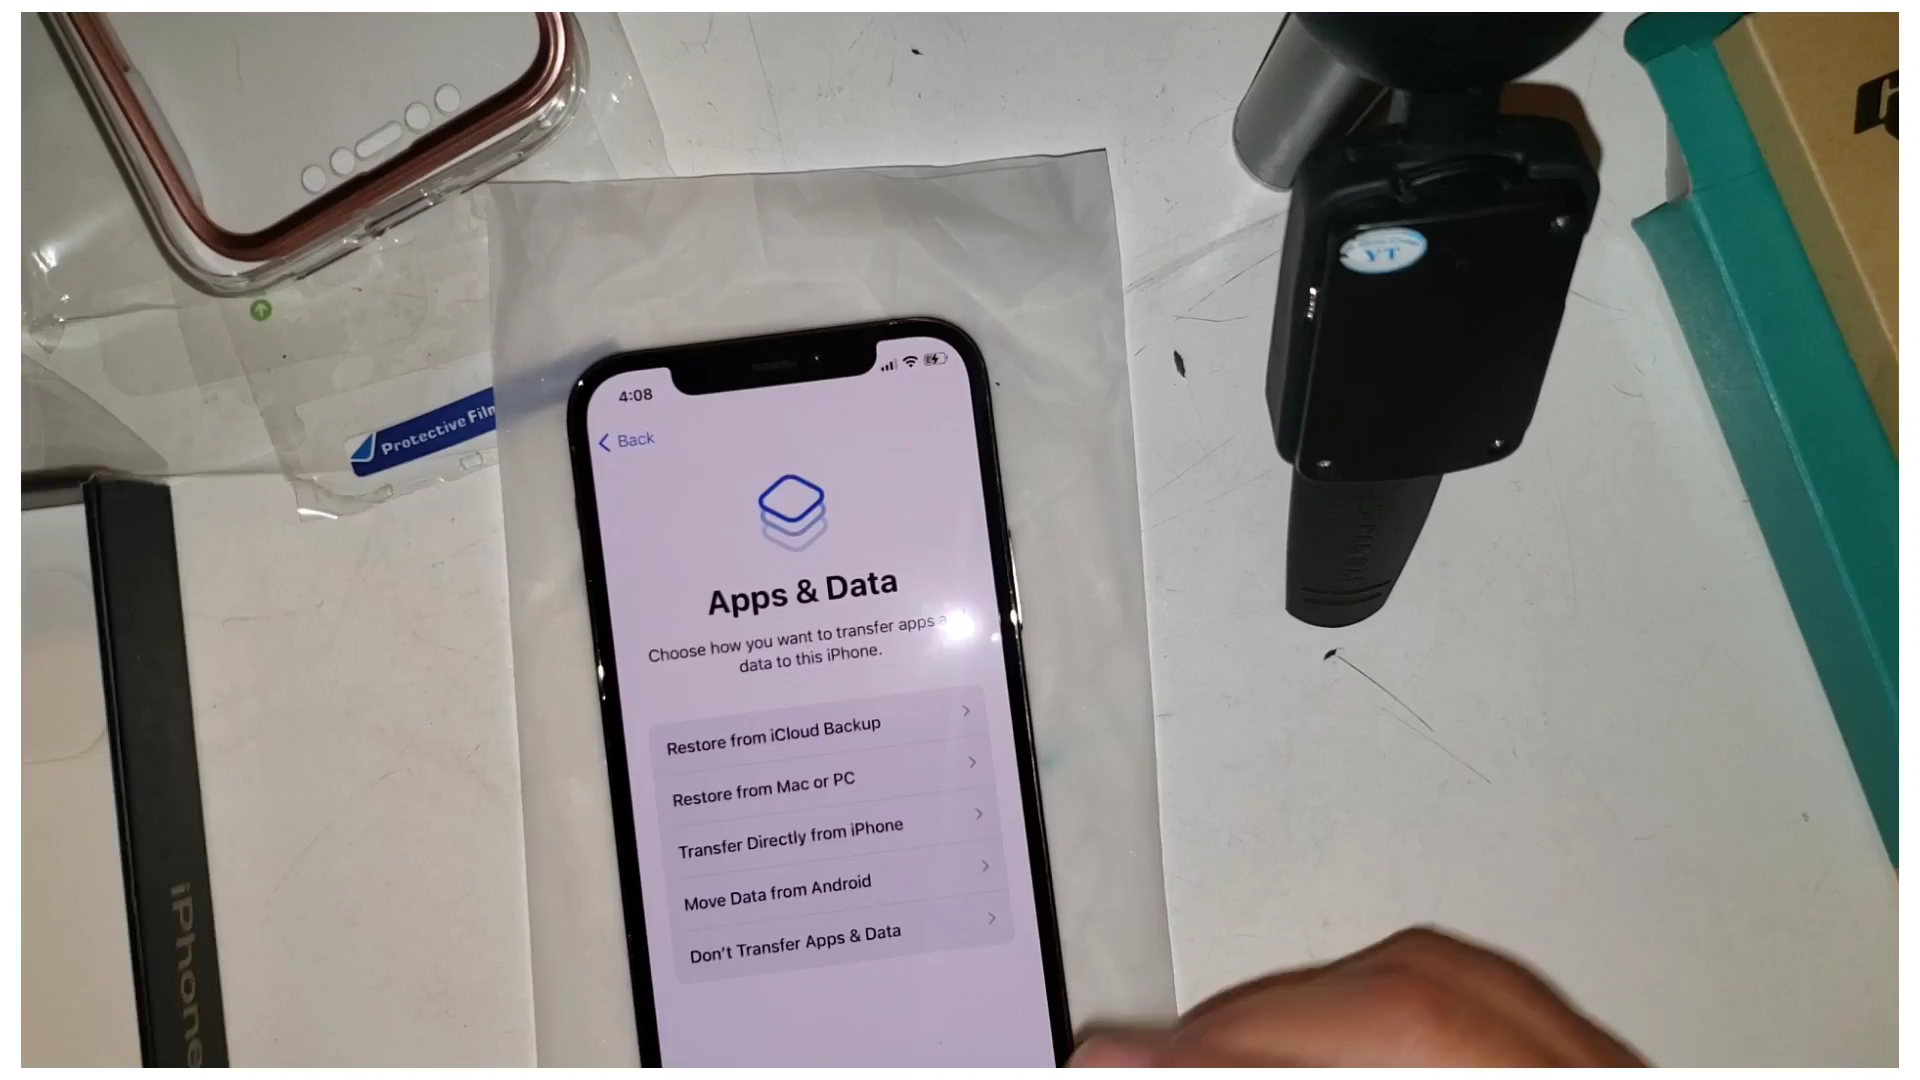 4:08
Back
Apps & Data
Choose how you want to transfer apps a
data to this iPhone.
Restore from iCloud Backup
Restore from Mac or PC
Transfer Directly from iPhone
Move Data from Android
Don't Transfer Apps & Data
Protective Film
iPhone
YT
YUNTENG
H